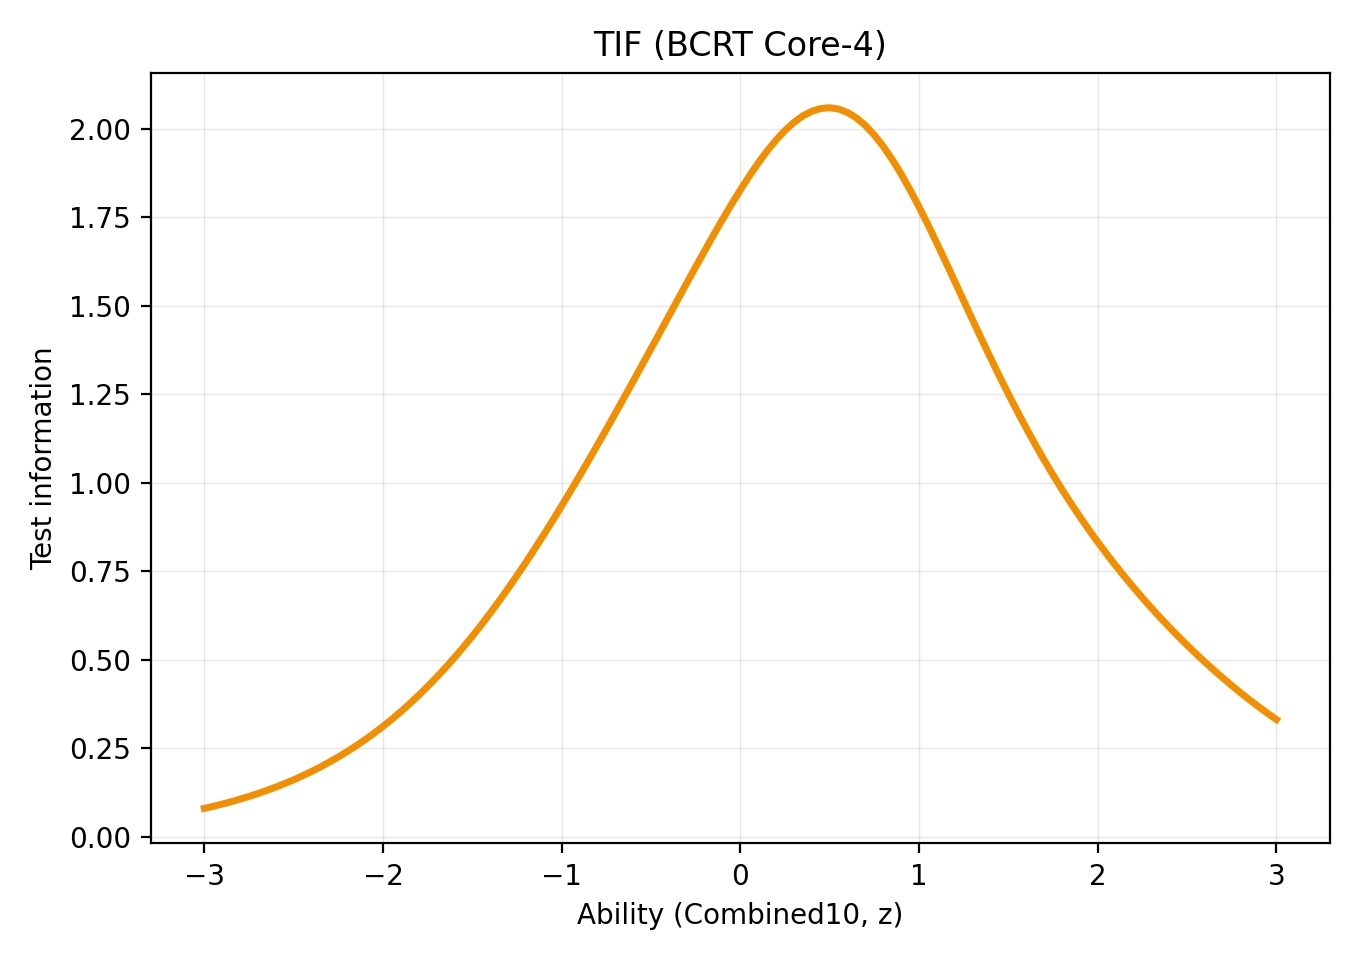 TIF (BCRT Core-4)
2.00
1.75
1.50
1.25
1.00
0.75
0.50
0.25
0.00
Test information
−3 −2 −1 0 1 2 3
Ability (Combined10, z)